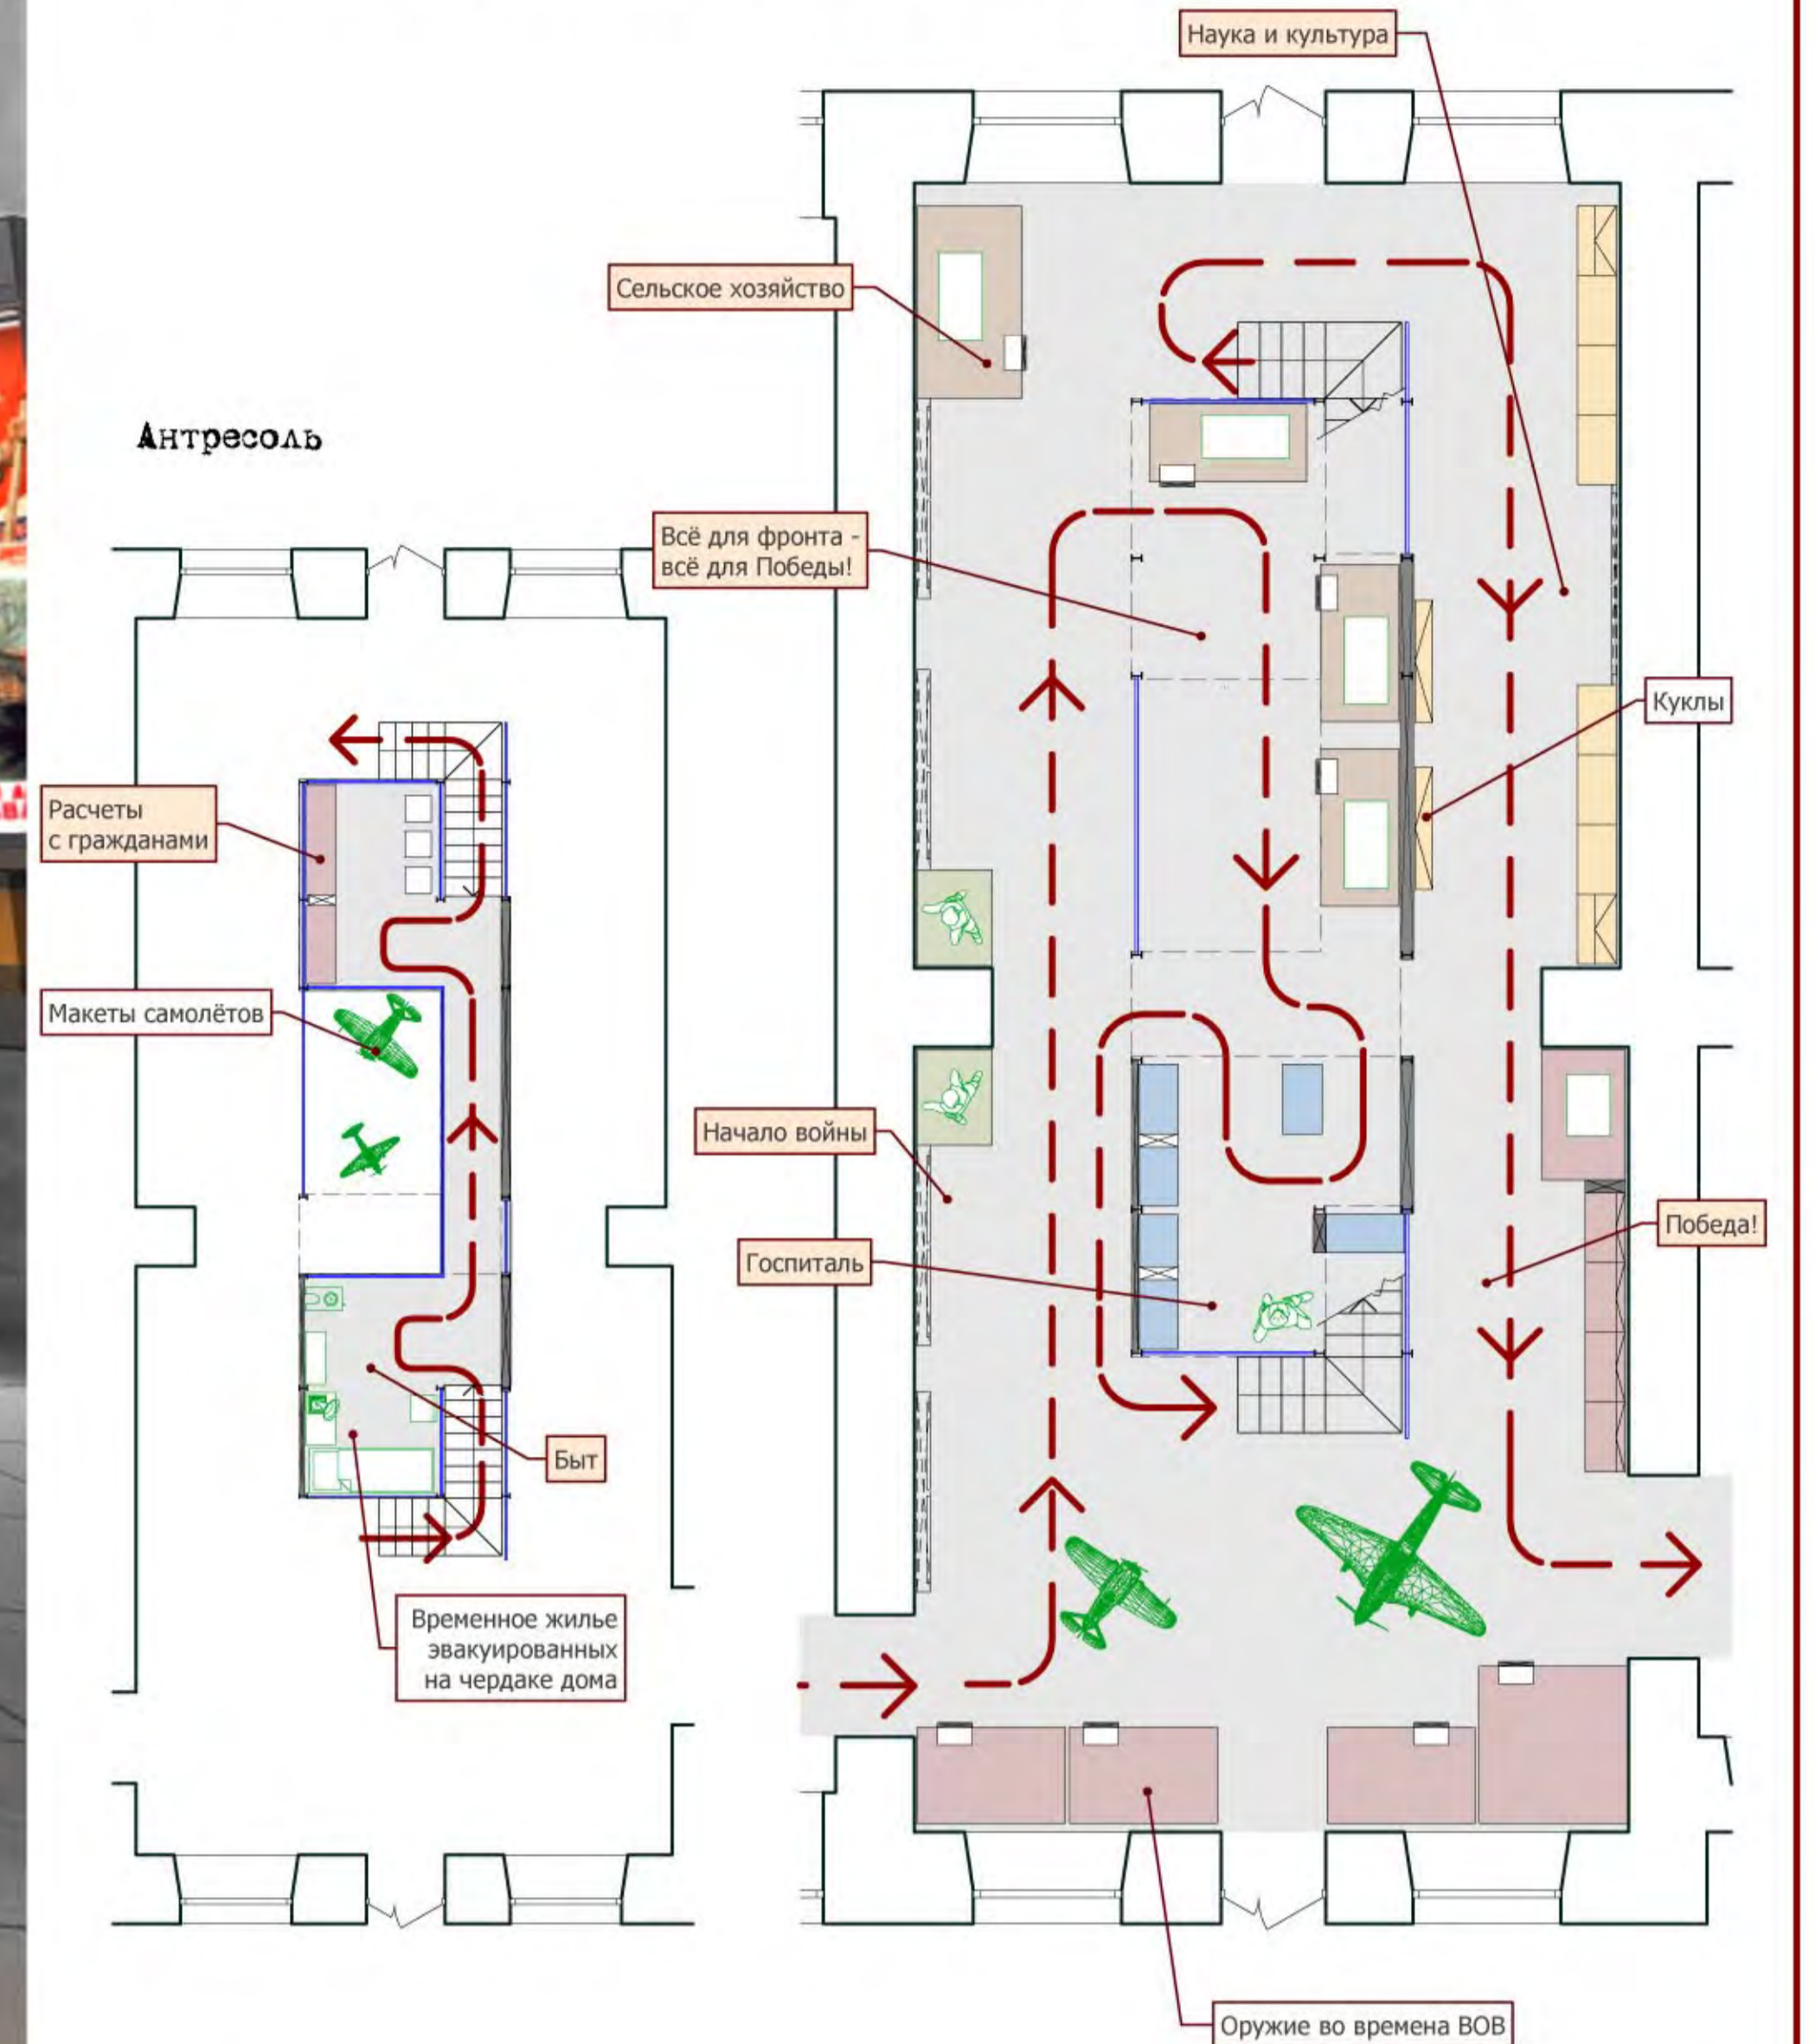 Наука и культура
Сельское хозяйство
Антресоль
Всё для фронта -
всё для Победы!
Куклы
Расчеты
с гражданами
Макеты самолётов
Начало войны
Победа!
Госпиталь
Быт
Временное жилье
эвакуированных
на чердаке дома
Оружие во времена ВОВ